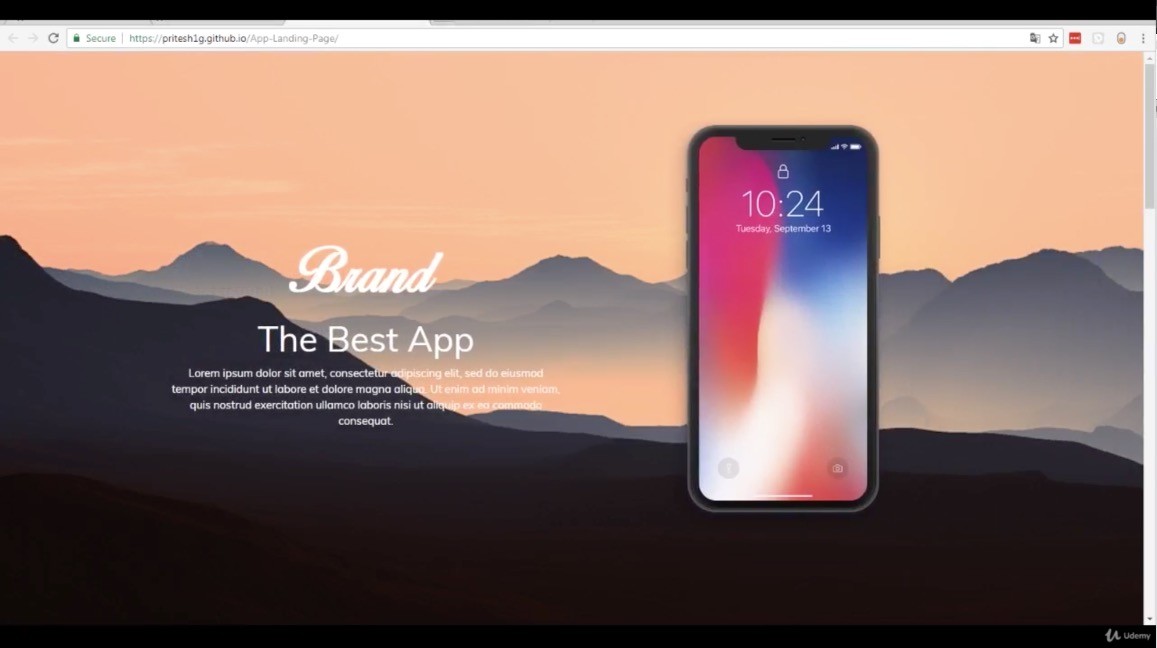 Secure | https://pritesh1g.github.io/App-Landing-Page/
10:24
Tuesday, September 13
Brand
The Best App
Lorem ipsum dolor sit amet, consectetur adipiscing elit, sed do eiusmod
tempor incididunt ut labore et dolore magna aliqua. Ut enim ad minim veniam,
quis nostrud exercitation ullamco laboris nisi ut aliquip ex ea commodo
consequat.
Udemy